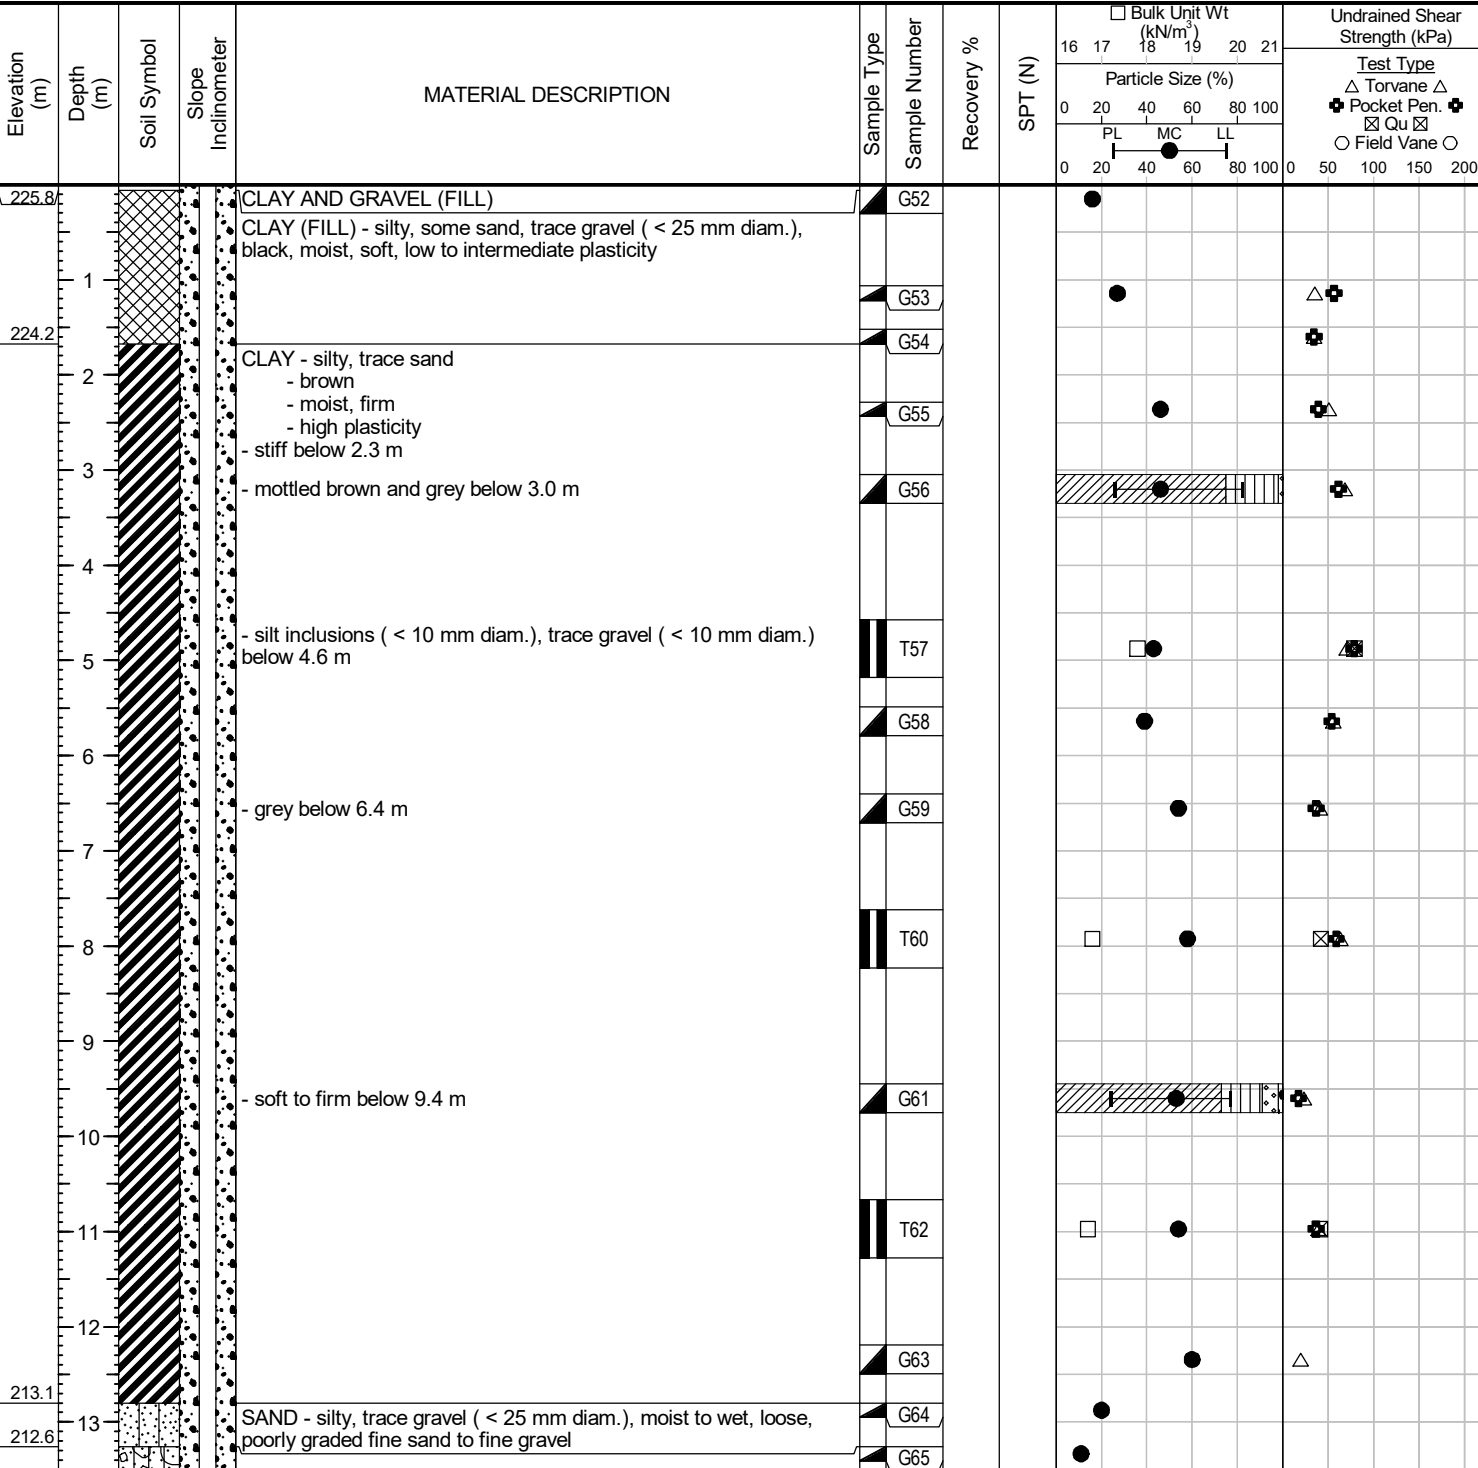 Elevation
(m)
Depth
(m)
Soil Symbol
Slope
Inclinometer
MATERIAL DESCRIPTION
Sample Type
Sample Number
Recovery %
SPT (N)
□ Bulk Unit Wt
(kN/m³)
16 17 18 19 20 21
Particle Size (%)
0 20 40 60 80 100
PL MC LL
0 20 40 60 80 100
Undrained Shear
Strength (kPa)
Test Type
△ Torvane △
Pocket Pen.
☒ Qu ☒
○ Field Vane ○
0 50 100 150 200
225.8
CLAY AND GRAVEL (FILL)
G52
CLAY (FILL) - silty, some sand, trace gravel ( < 25 mm diam.),
black, moist, soft, low to intermediate plasticity
1
G53
224.2
G54
CLAY - silty, trace sand
2
- brown
- moist, firm
G55
- high plasticity
- stiff below 2.3 m
3
- mottled brown and grey below 3.0 m
G56
4
- silt inclusions ( < 10 mm diam.), trace gravel ( < 10 mm diam.)
below 4.6 m
T57
5
G58
6
- grey below 6.4 m
G59
7
T60
8
9
- soft to firm below 9.4 m
G61
10
T62
11
12
G63
213.1
SAND - silty, trace gravel ( < 25 mm diam.), moist to wet, loose,
poorly graded fine sand to fine gravel
G64
13
212.6
G65